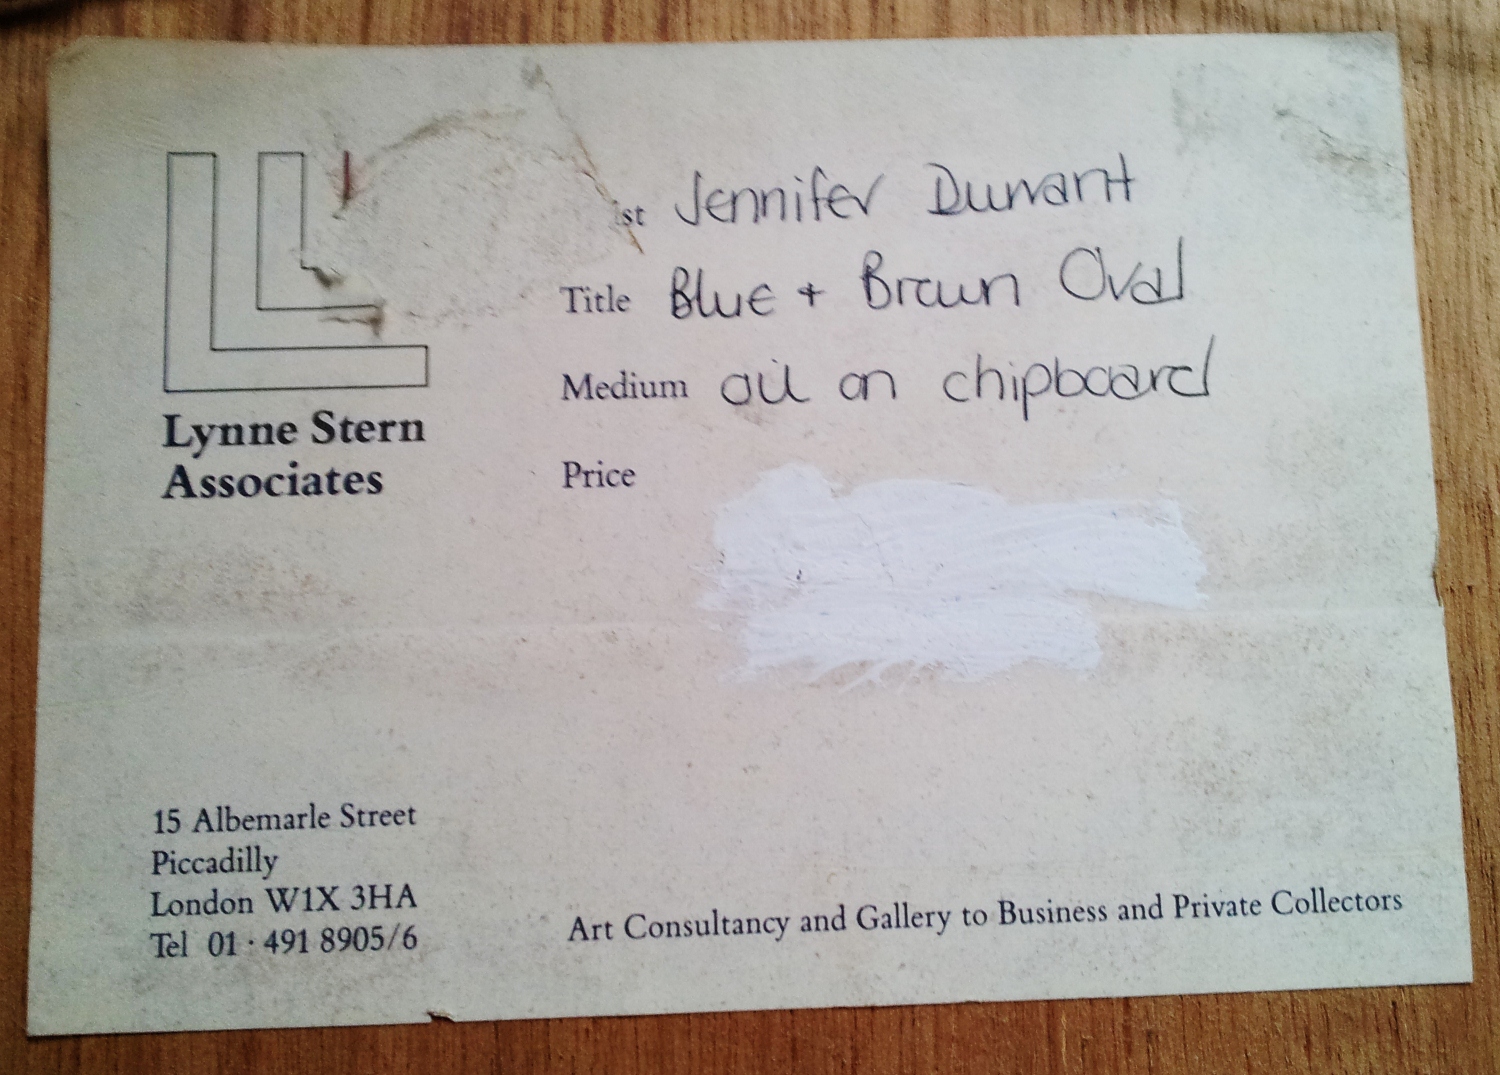 st Jennifer Durrant
Title Blue + Brown Oval
Medium oil on chipboard
Lynne Stern
Associates
Price
15 Albemarle Street
Piccadilly
London W1X 3HA
Tel 01·491 8905/6
Art Consultancy and Gallery to Business and Private Collectors